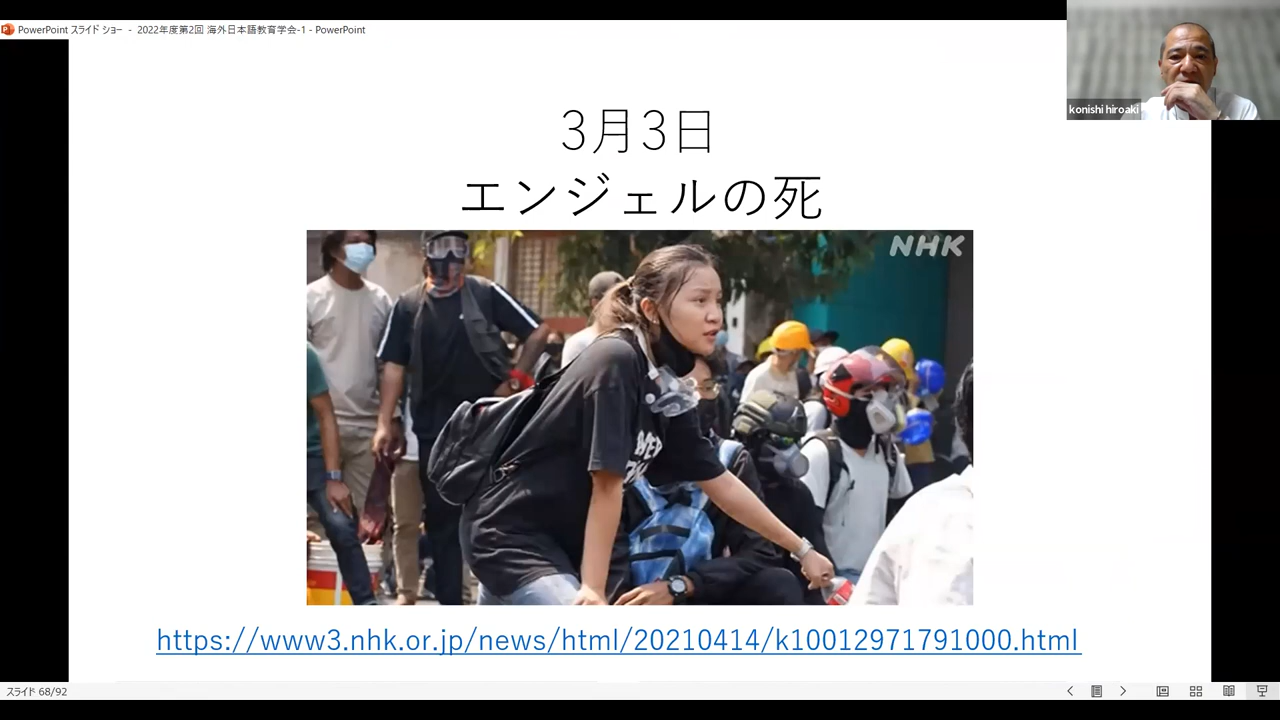 PowerPoint スライド ショー - 2022年度第2回 海外日本語教育学会-1 - PowerPoint
konishi hiroaki
3月3日
エンジェルの死
NHK
https://www3.nhk.or.jp/news/html/20210414/k10012971791000.html
スライド 68/92